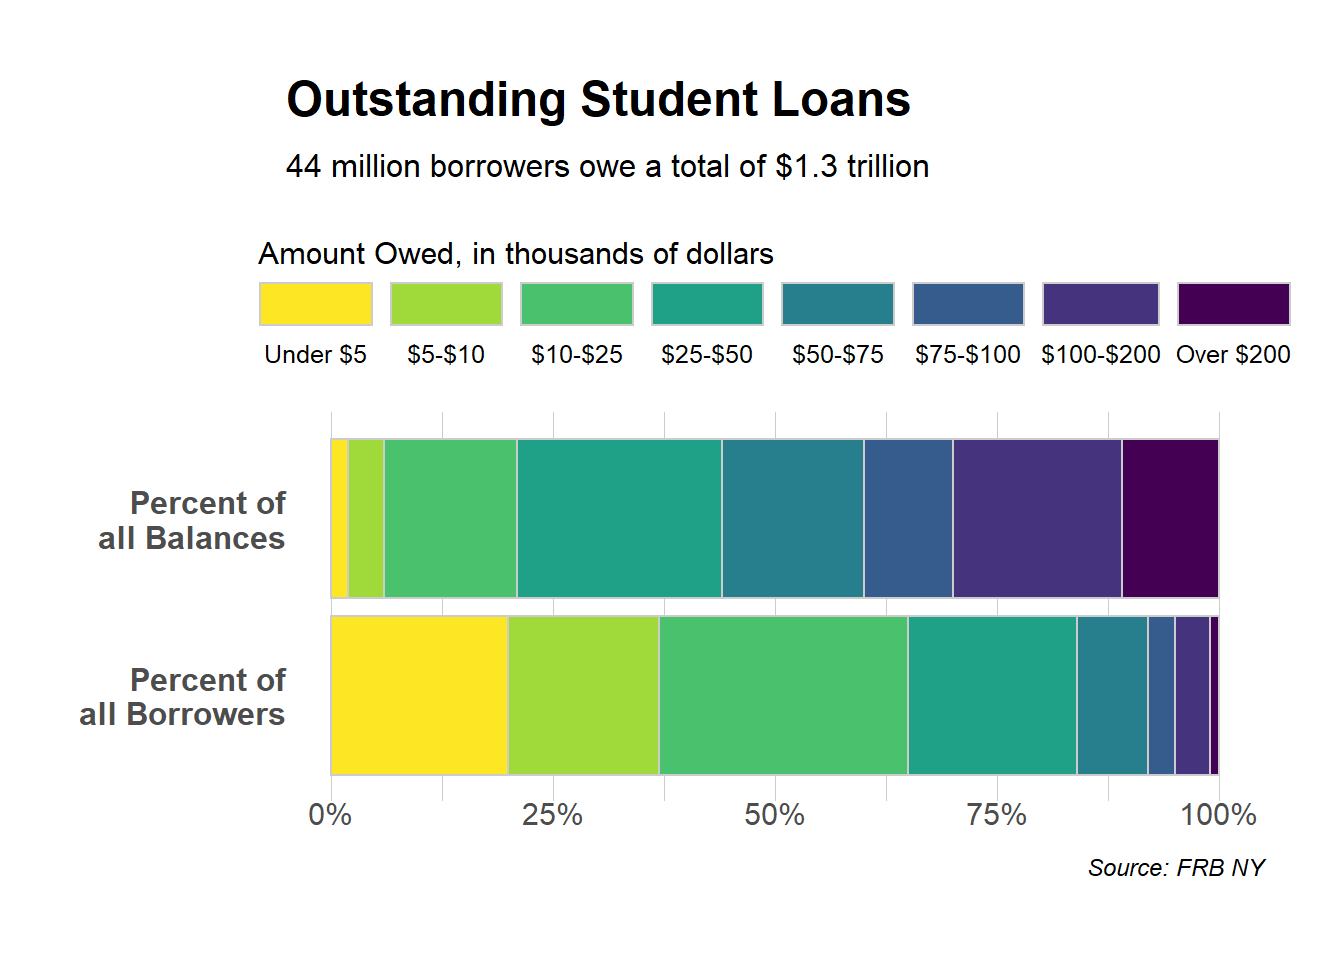 Outstanding Student Loans
44 million borrowers owe a total of $1.3 trillion
Amount Owed, in thousands of dollars
Under $5 $5-$10 $10-$25 $25-$50 $50-$75 $75-$100 $100-$200 Over $200
Percent of
all Balances
Percent of
all Borrowers
0% 25% 50% 75% 100%
Source: FRB NY